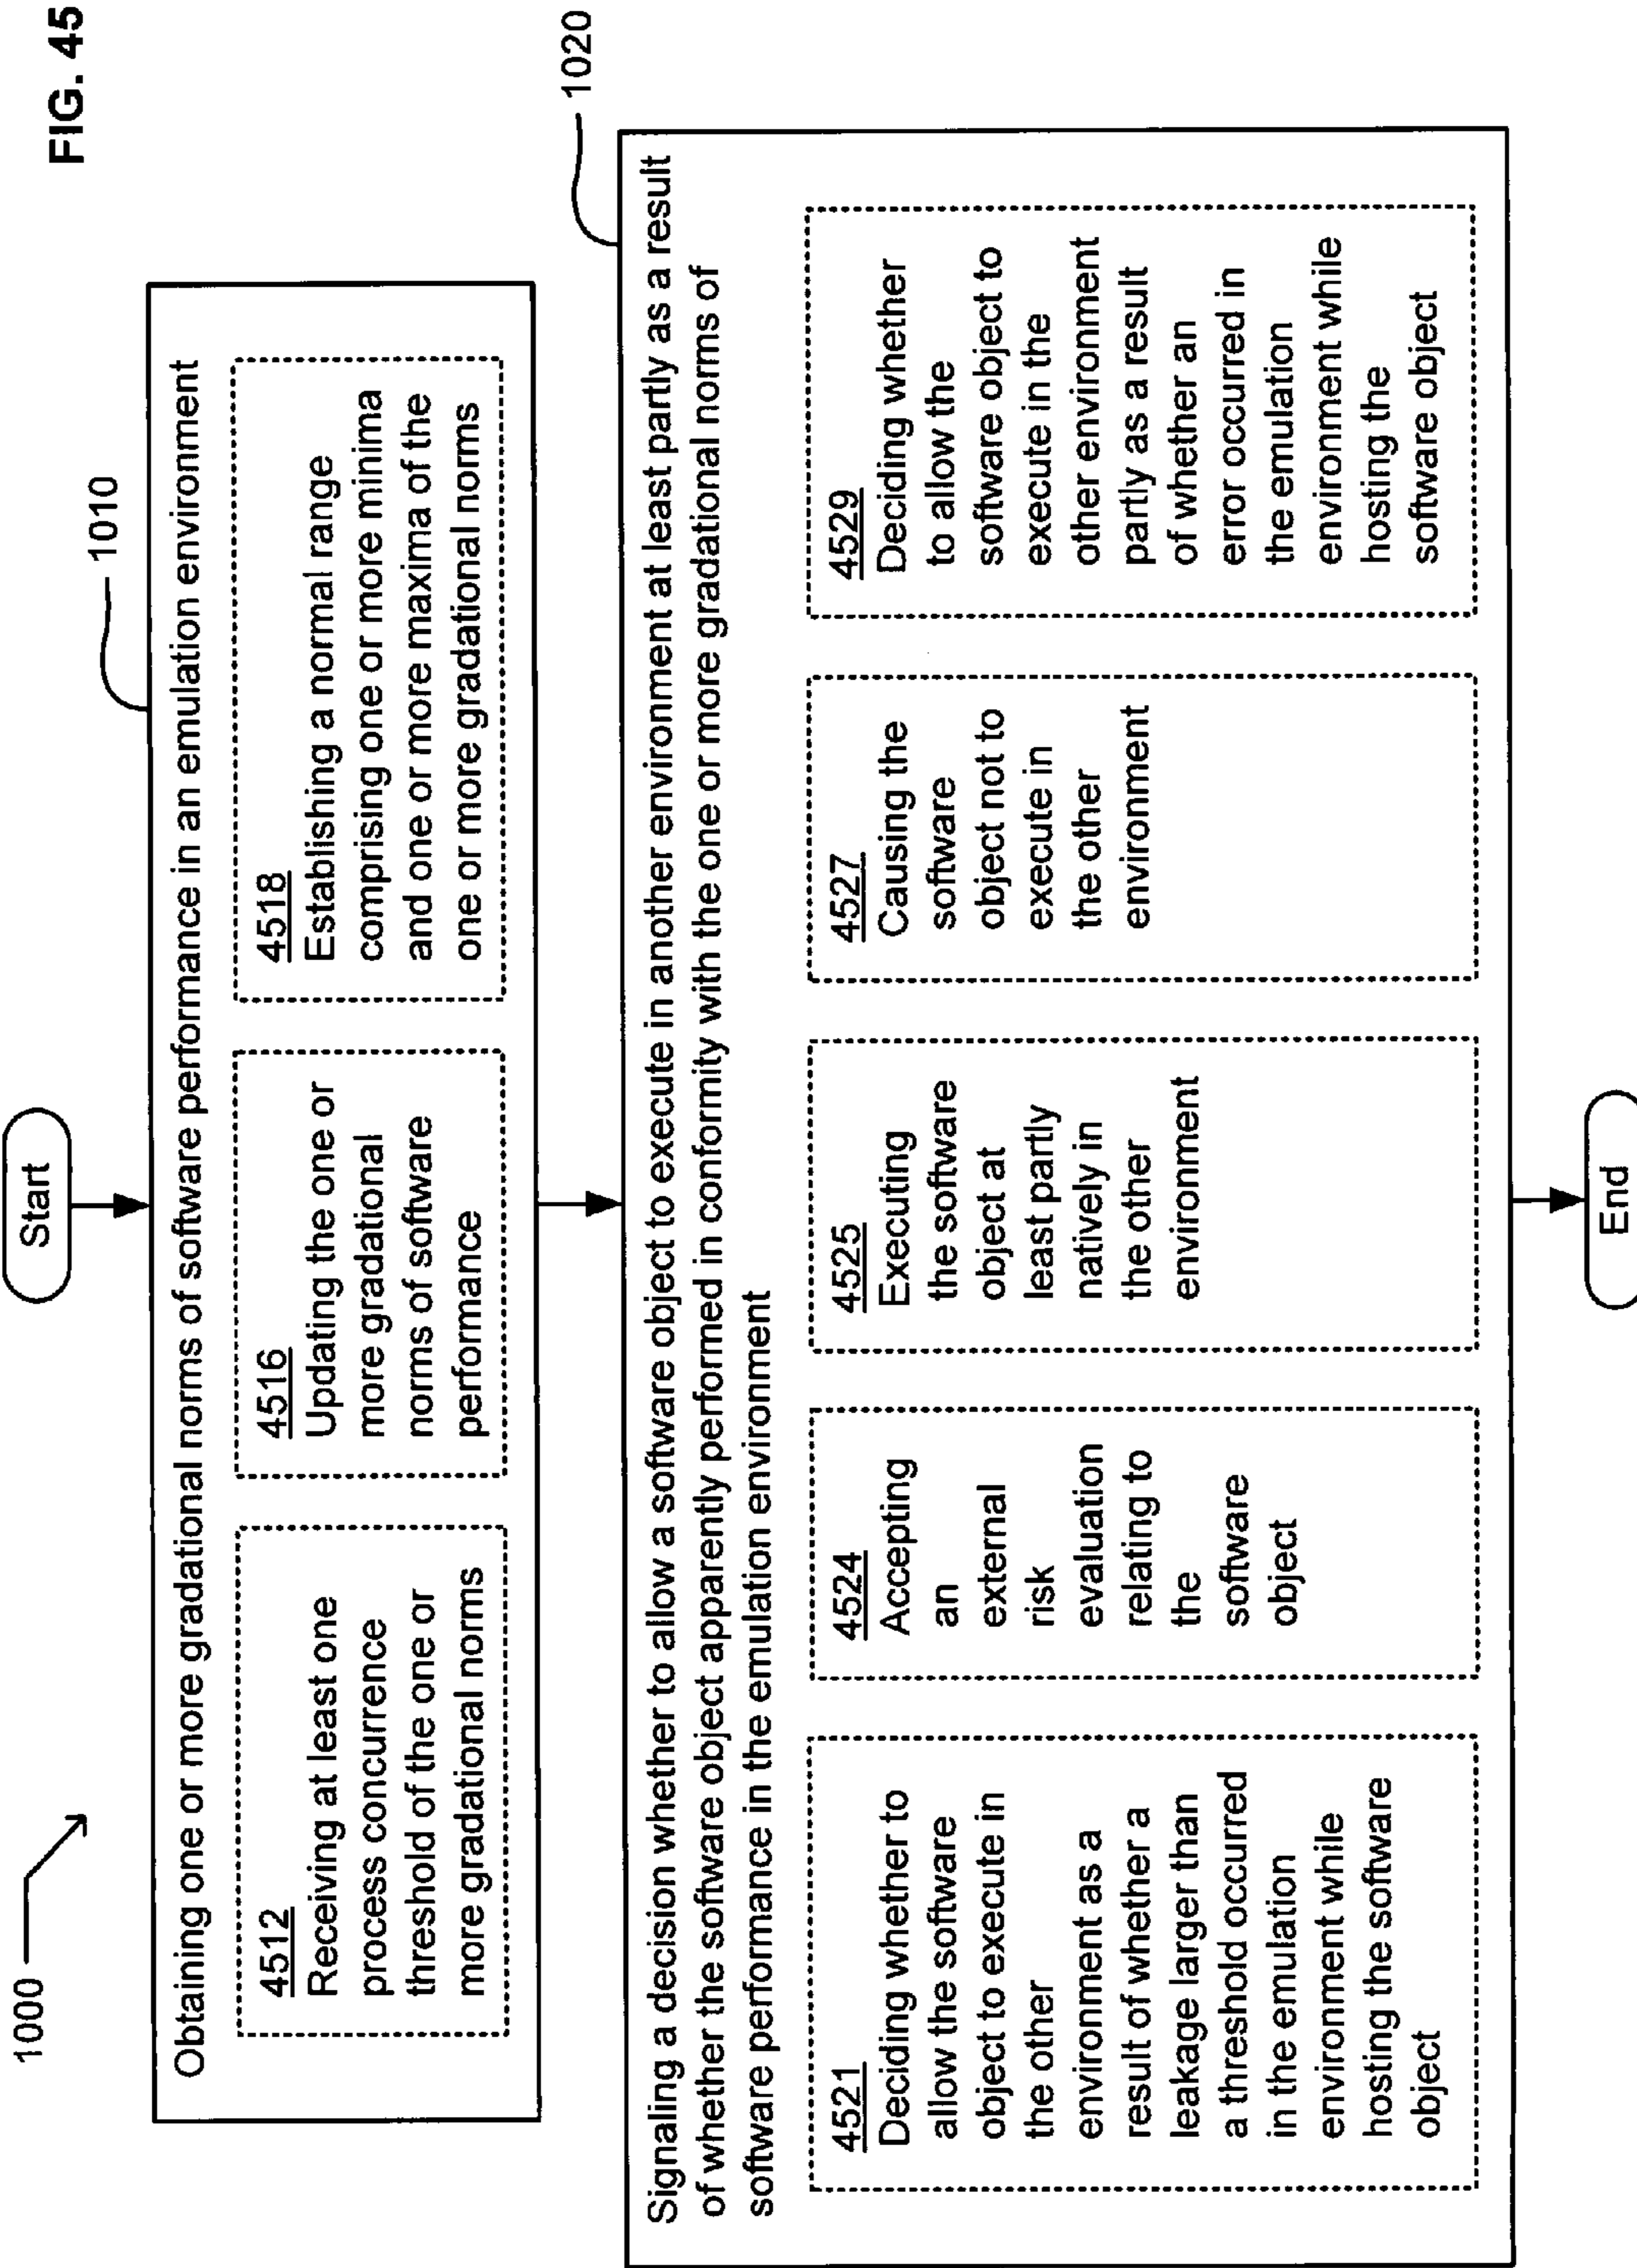 FIG. 45
1000
Start
1010
Obtaining one or more gradational norms of software performance in an emulation environment
4512
Receiving at least one
process concurrence
threshold of the one or
more gradational norms
4516
Updating the one or
more gradational
norms of software
performance
4518
Establishing a normal range
comprising one or more minima
and one or more maxima of the
one or more gradational norms
1020
Signaling a decision whether to allow a software object to execute in another environment at least partly as a result
of whether the software object apparently performed in conformity with the one or more gradational norms of
software performance in the emulation environment
4521
Deciding whether to
allow the software
object to execute in
the other
environment as a
result of whether a
leakage larger than
a threshold occurred
in the emulation
environment while
hosting the software
object
4524
Accepting
an
external
risk
evaluation
relating to
the
software
object
4525
Executing
the software
object at
least partly
natively in
the other
environment
4527
Causing the
software
object not to
execute in
the other
environment
4529
Deciding whether
to allow the
software object to
execute in the
other environment
partly as a result
of whether an
error occurred in
the emulation
environment while
hosting the
software object
End